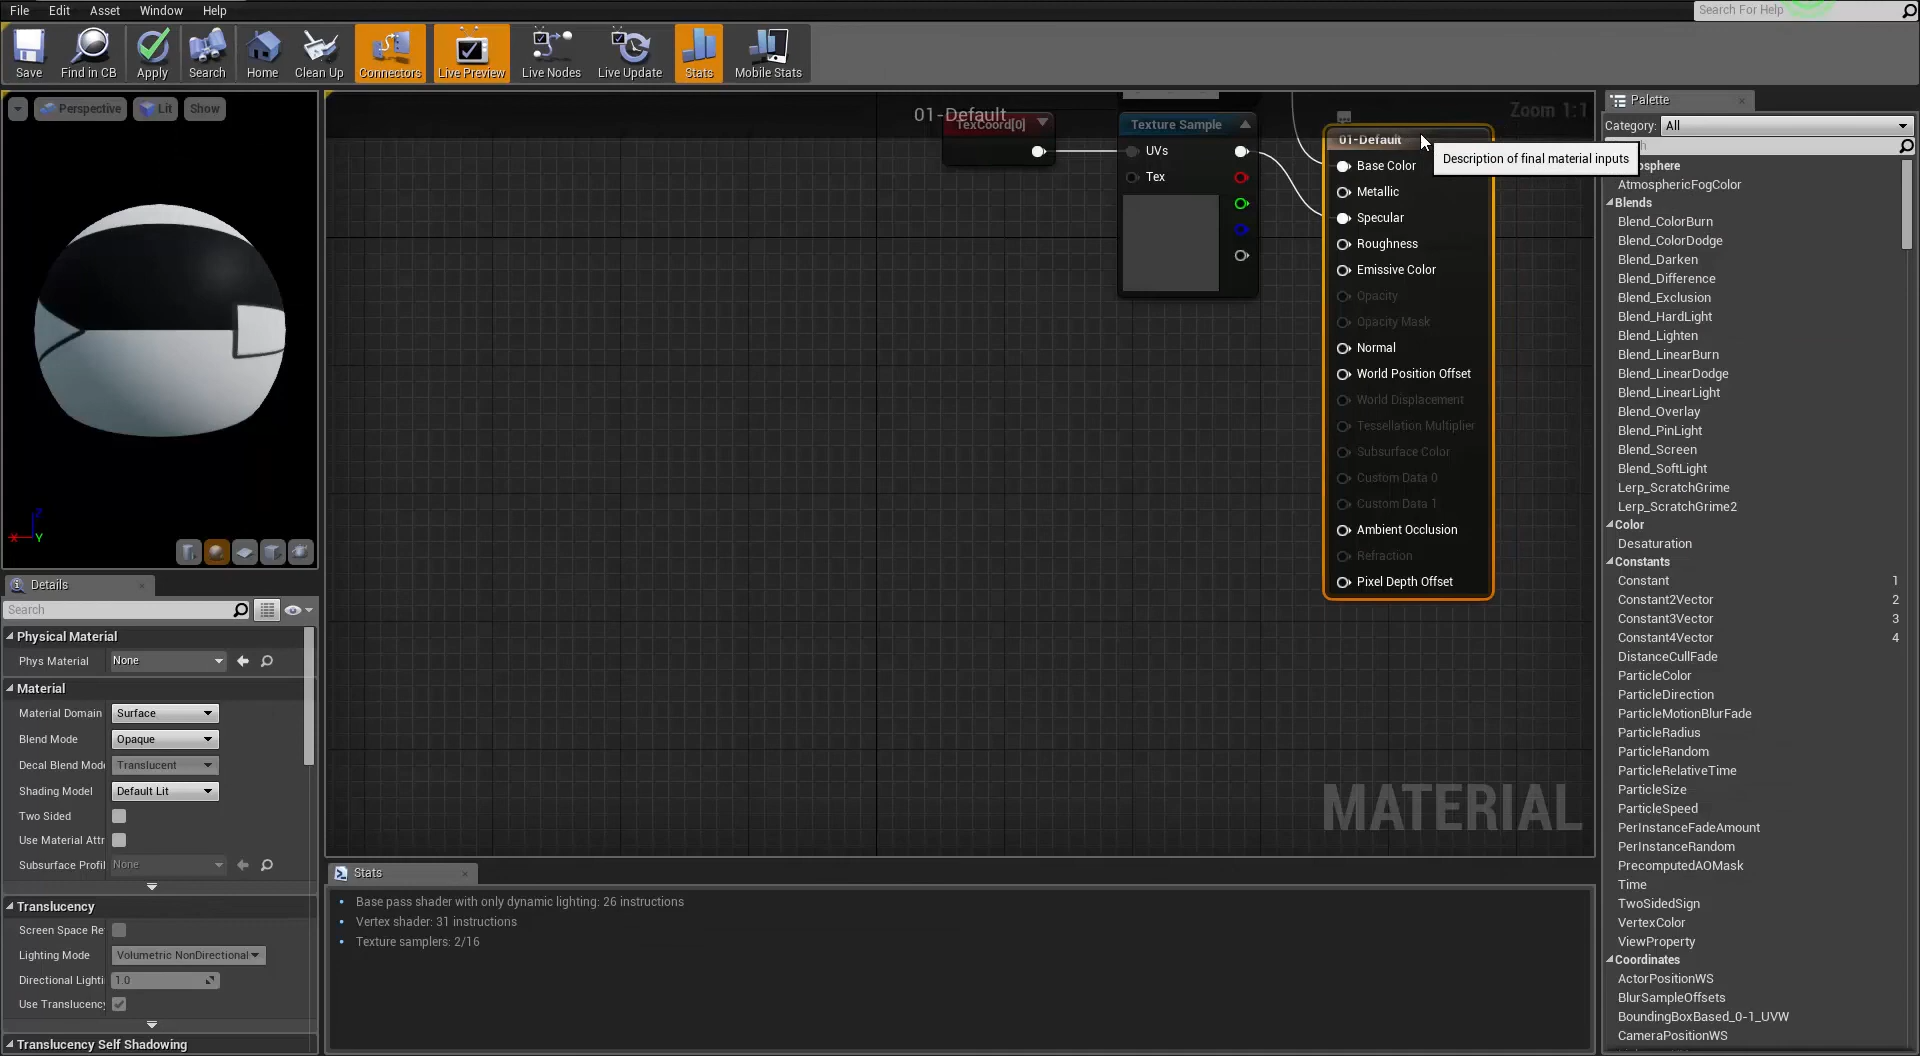 File Edit Asset Window Help
Search For Help
Save Find in CB Apply Search Home Clean Up Connectors Live Preview Live Nodes Live Update Stats Mobile Stats
Perspective Lit Show
Z
X Y
Details
Search
Physical Material
Phys Material None
Material
Material Domain Surface
Blend Mode Opaque
Decal Blend Mode Translucent
Shading Model Default Lit
Two Sided
Use Material Attr
Subsurface Profil None
Translucency
Screen Space Re
Lighting Mode Volumetric NonDirectional
Directional Lighti 1.0
Use Translucency
Translucency Self Shadowing
01-Default
Zoom 1:1
TexCoord[0]
Texture Sample
UVs
Tex
01-Default
Description of final material inputs
Base Color
Metallic
Specular
Roughness
Emissive Color
Opacity
Opacity Mask
Normal
World Position Offset
World Displacement
Tessellation Multiplier
Subsurface Color
Custom Data 0
Custom Data 1
Ambient Occlusion
Refraction
Pixel Depth Offset
MATERIAL
Stats
Base pass shader with only dynamic lighting: 26 instructions
Vertex shader: 31 instructions
Texture samplers: 2/16
Palette
Category: All
AtmosphericFogColor
Blends
Blend_ColorBurn
Blend_ColorDodge
Blend_Darken
Blend_Difference
Blend_Exclusion
Blend_HardLight
Blend_Lighten
Blend_LinearBurn
Blend_LinearDodge
Blend_LinearLight
Blend_Overlay
Blend_PinLight
Blend_Screen
Blend_SoftLight
Lerp_ScratchGrime
Lerp_ScratchGrime2
Color
Desaturation
Constants
Constant 1
Constant2Vector 2
Constant3Vector 3
Constant4Vector 4
DistanceCullFade
ParticleColor
ParticleDirection
ParticleMotionBlurFade
ParticleRadius
ParticleRandom
ParticleRelativeTime
ParticleSize
ParticleSpeed
PerInstanceFadeAmount
PerInstanceRandom
PrecomputedAOMask
Time
TwoSidedSign
VertexColor
ViewProperty
Coordinates
ActorPositionWS
BlurSampleOffsets
BoundingBoxBased_0-1_UVW
CameraPositionWS